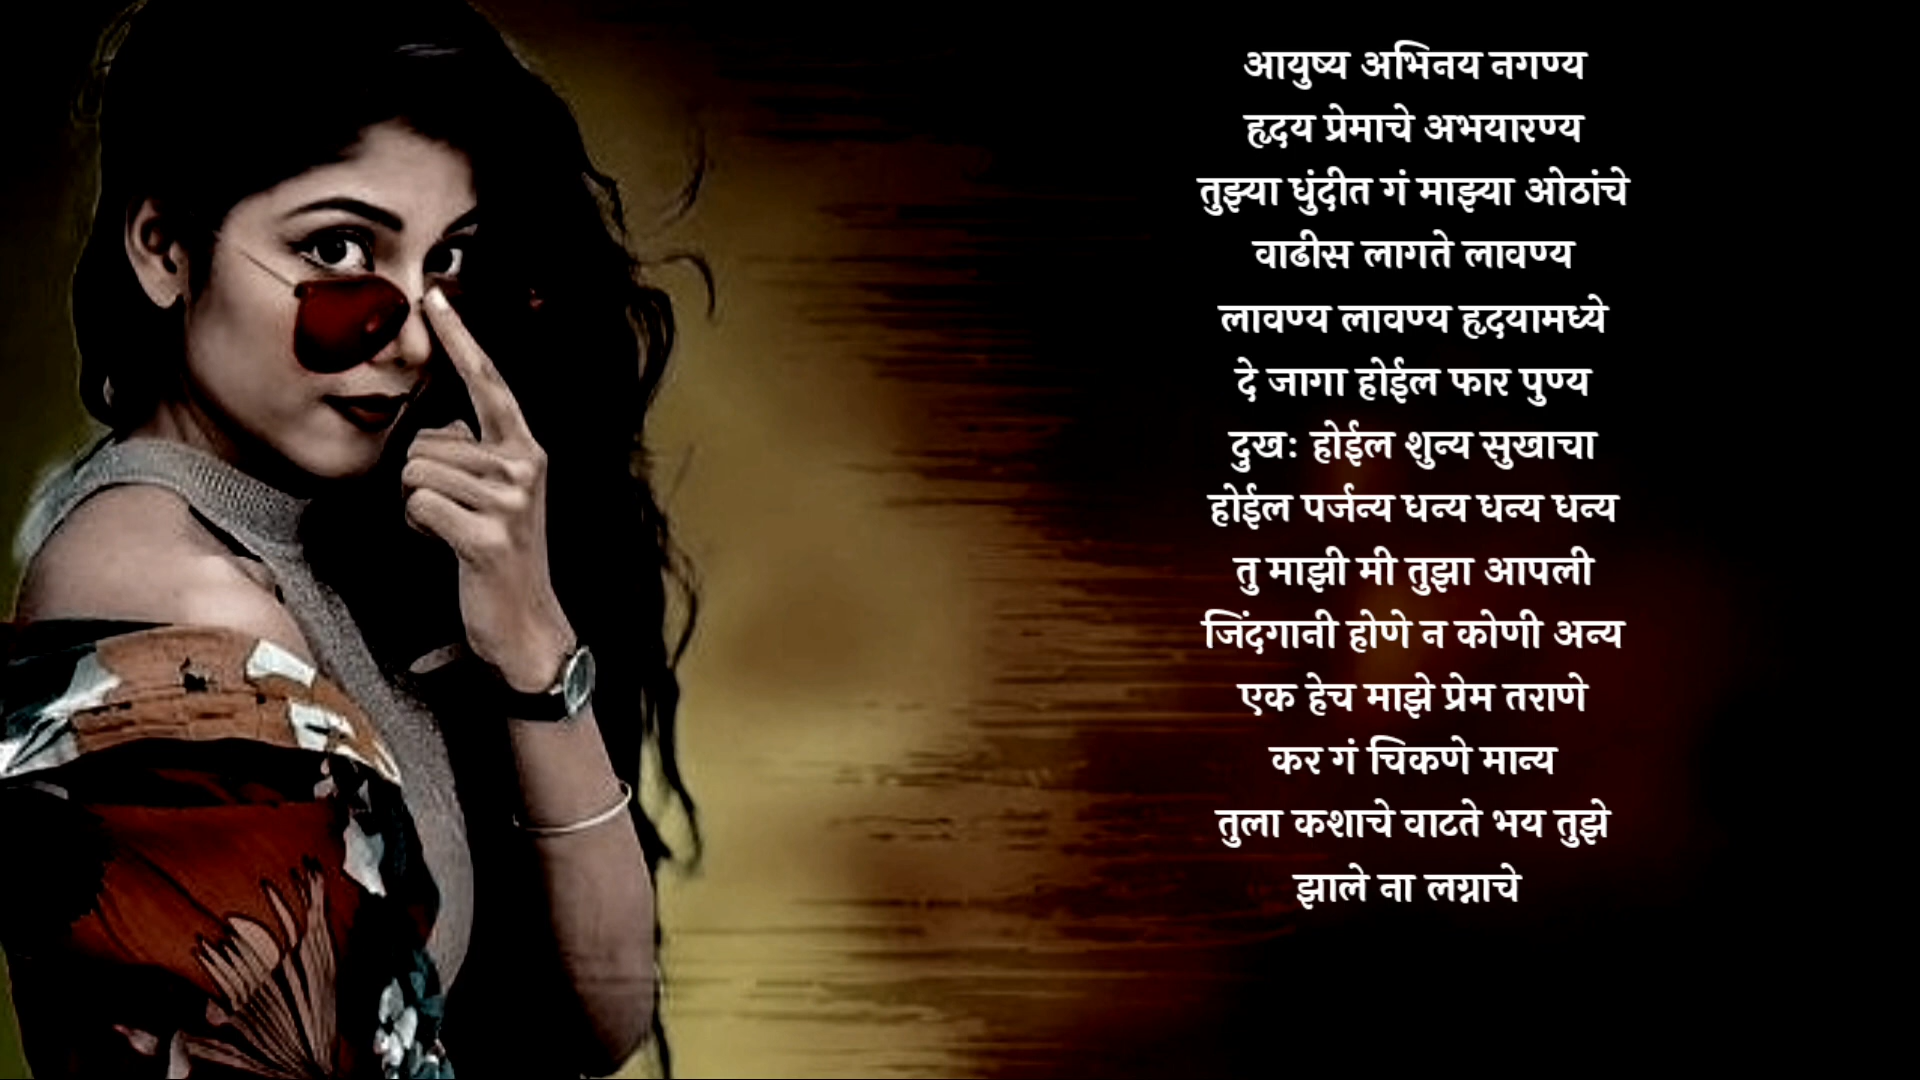 आयुष्य अभिनय नगण्य
हृदय प्रेमाचे अभयारण्य
तुझ्या धुंदीत गं माझ्या ओठांचे
वाढीस लागते लावण्य
लावण्य लावण्य हृदयामध्ये
दे जागा होईल फार पुण्य
दुखः होईल शुन्य सुखाचा
होईल पर्जन्य धन्य धन्य धन्य
तु माझी मी तुझा आपली
जिंदगानी होणे न कोणी अन्य
एक हेच माझे प्रेम तराणे
कर गं चिकणे मान्य
तुला कशाचे वाटते भय तुझे
झाले ना लग्नाचे